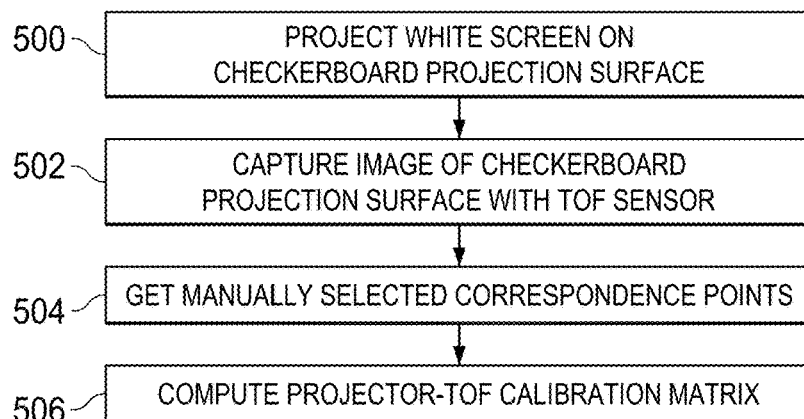 500
PROJECT WHITE SCREEN ON
CHECKERBOARD PROJECTION SURFACE
502
CAPTURE IMAGE OF CHECKERBOARD
PROJECTION SURFACE WITH TOF SENSOR
504
GET MANUALLY SELECTED CORRESPONDENCE POINTS
506
COMPUTE PROJECTOR-TOF CALIBRATION MATRIX